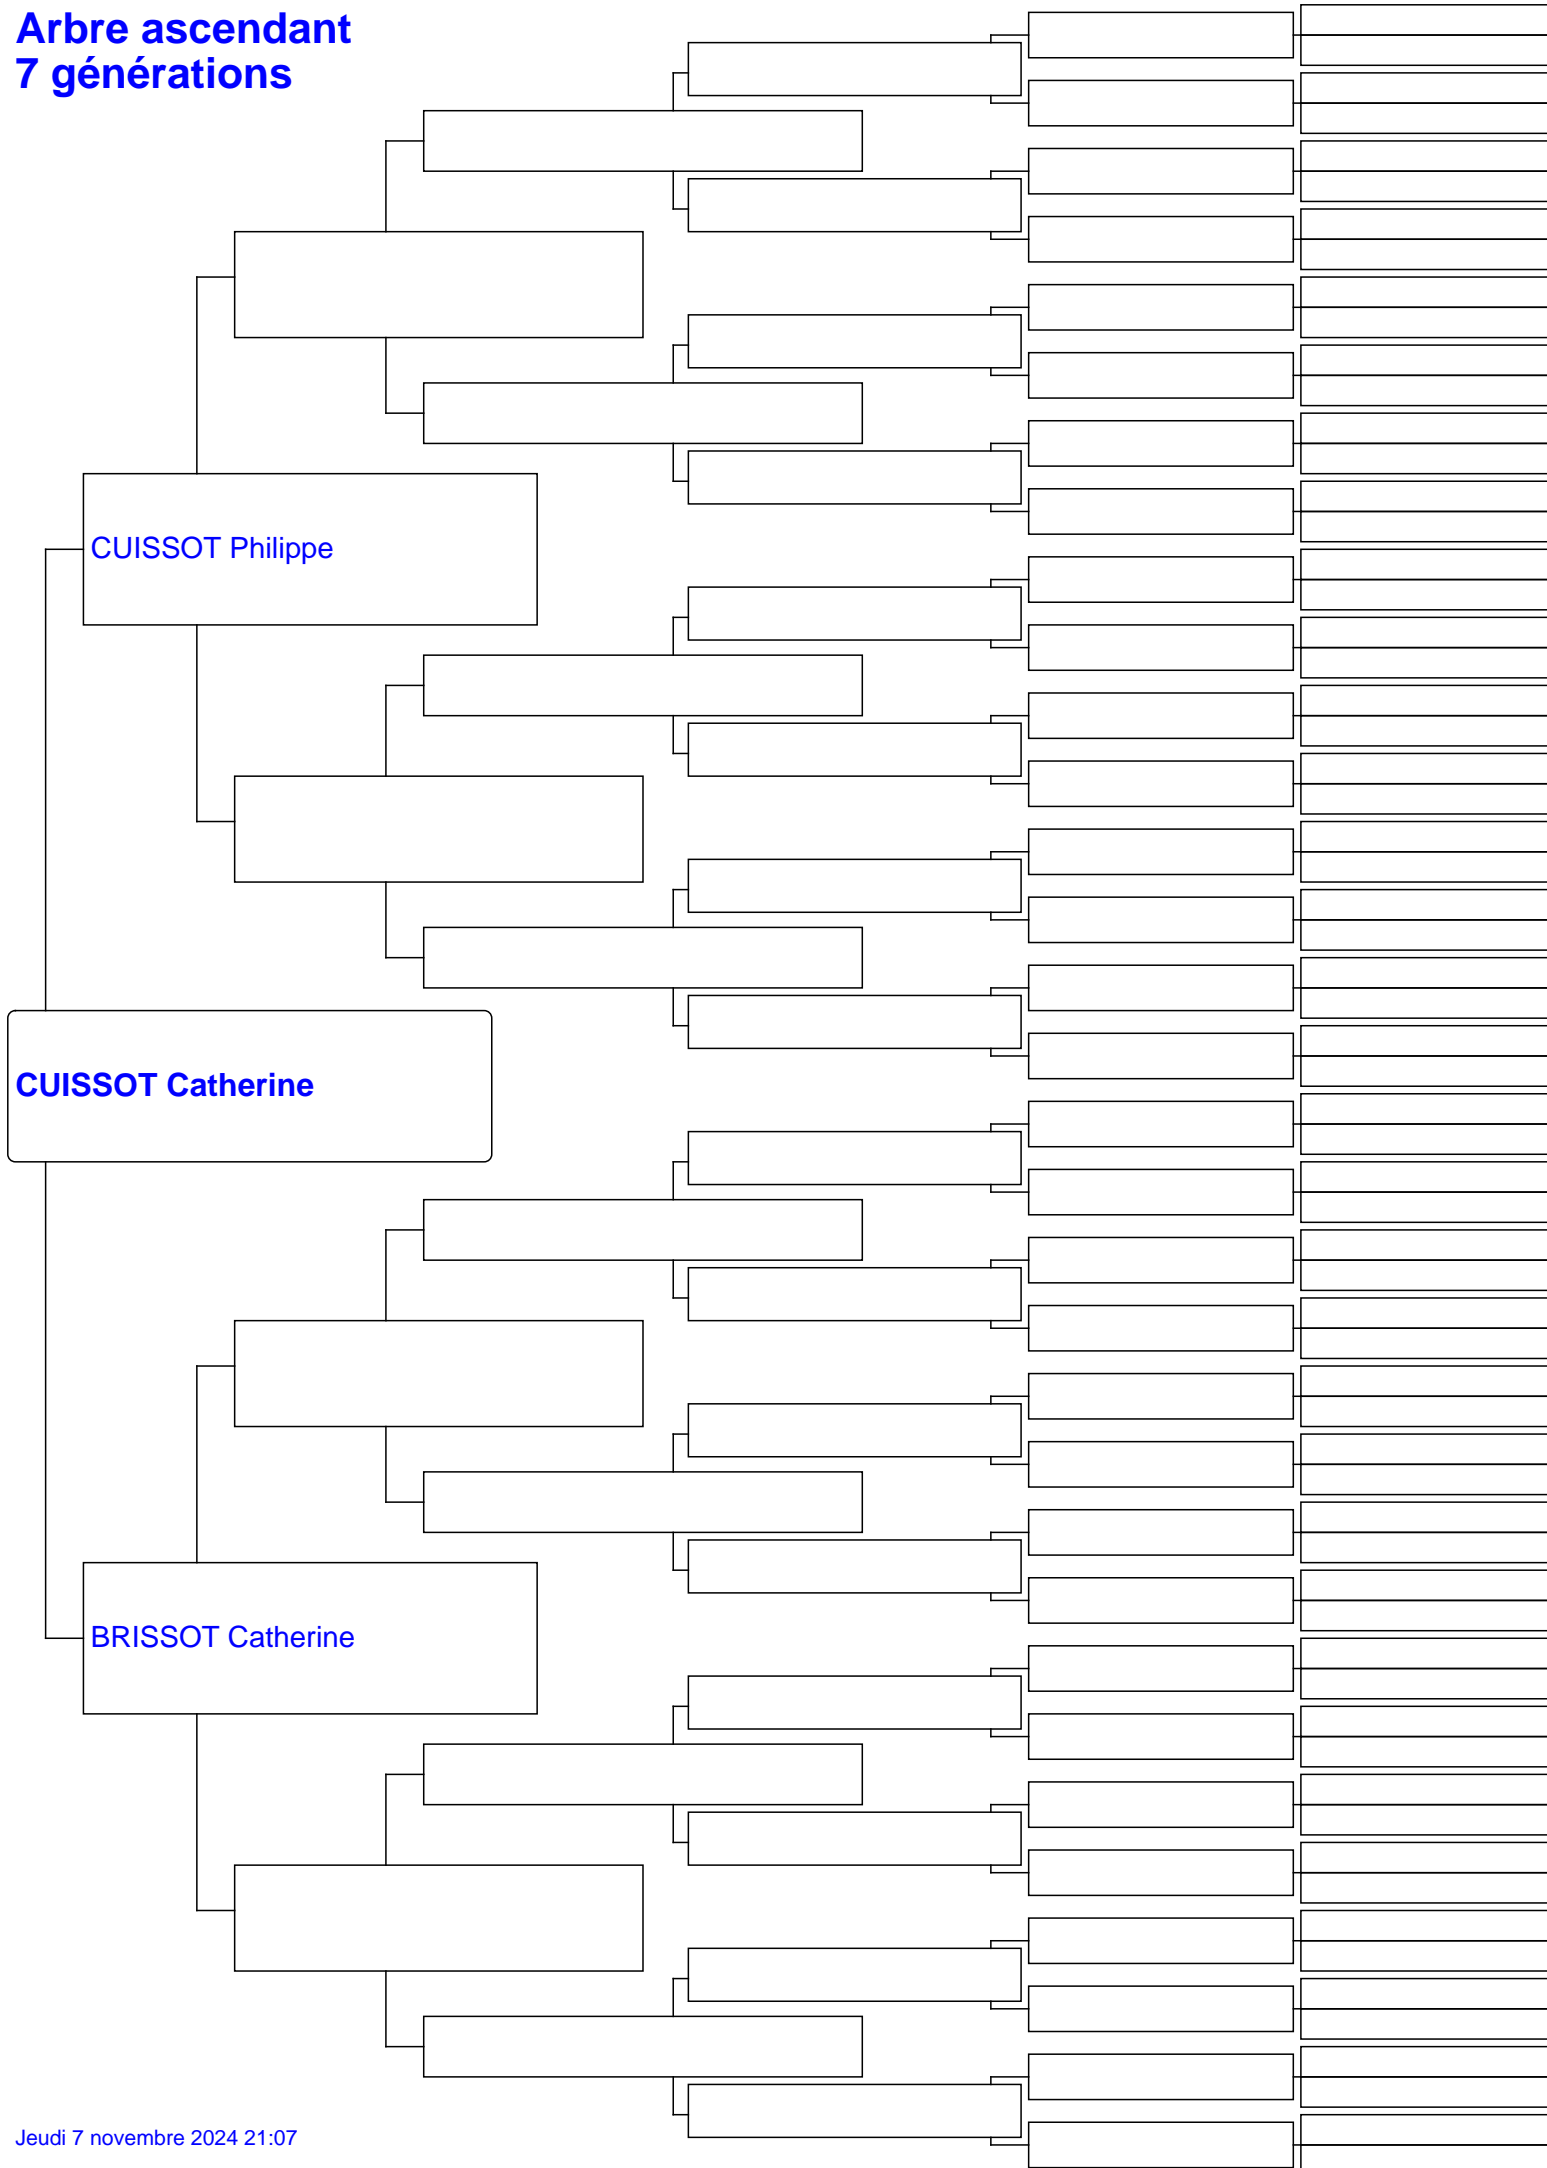 Arbre ascendant
7 générations
CUISSOT Philippe
CUISSOT Catherine
BRISSOT Catherine
Jeudi 7 novembre 2024 21:07